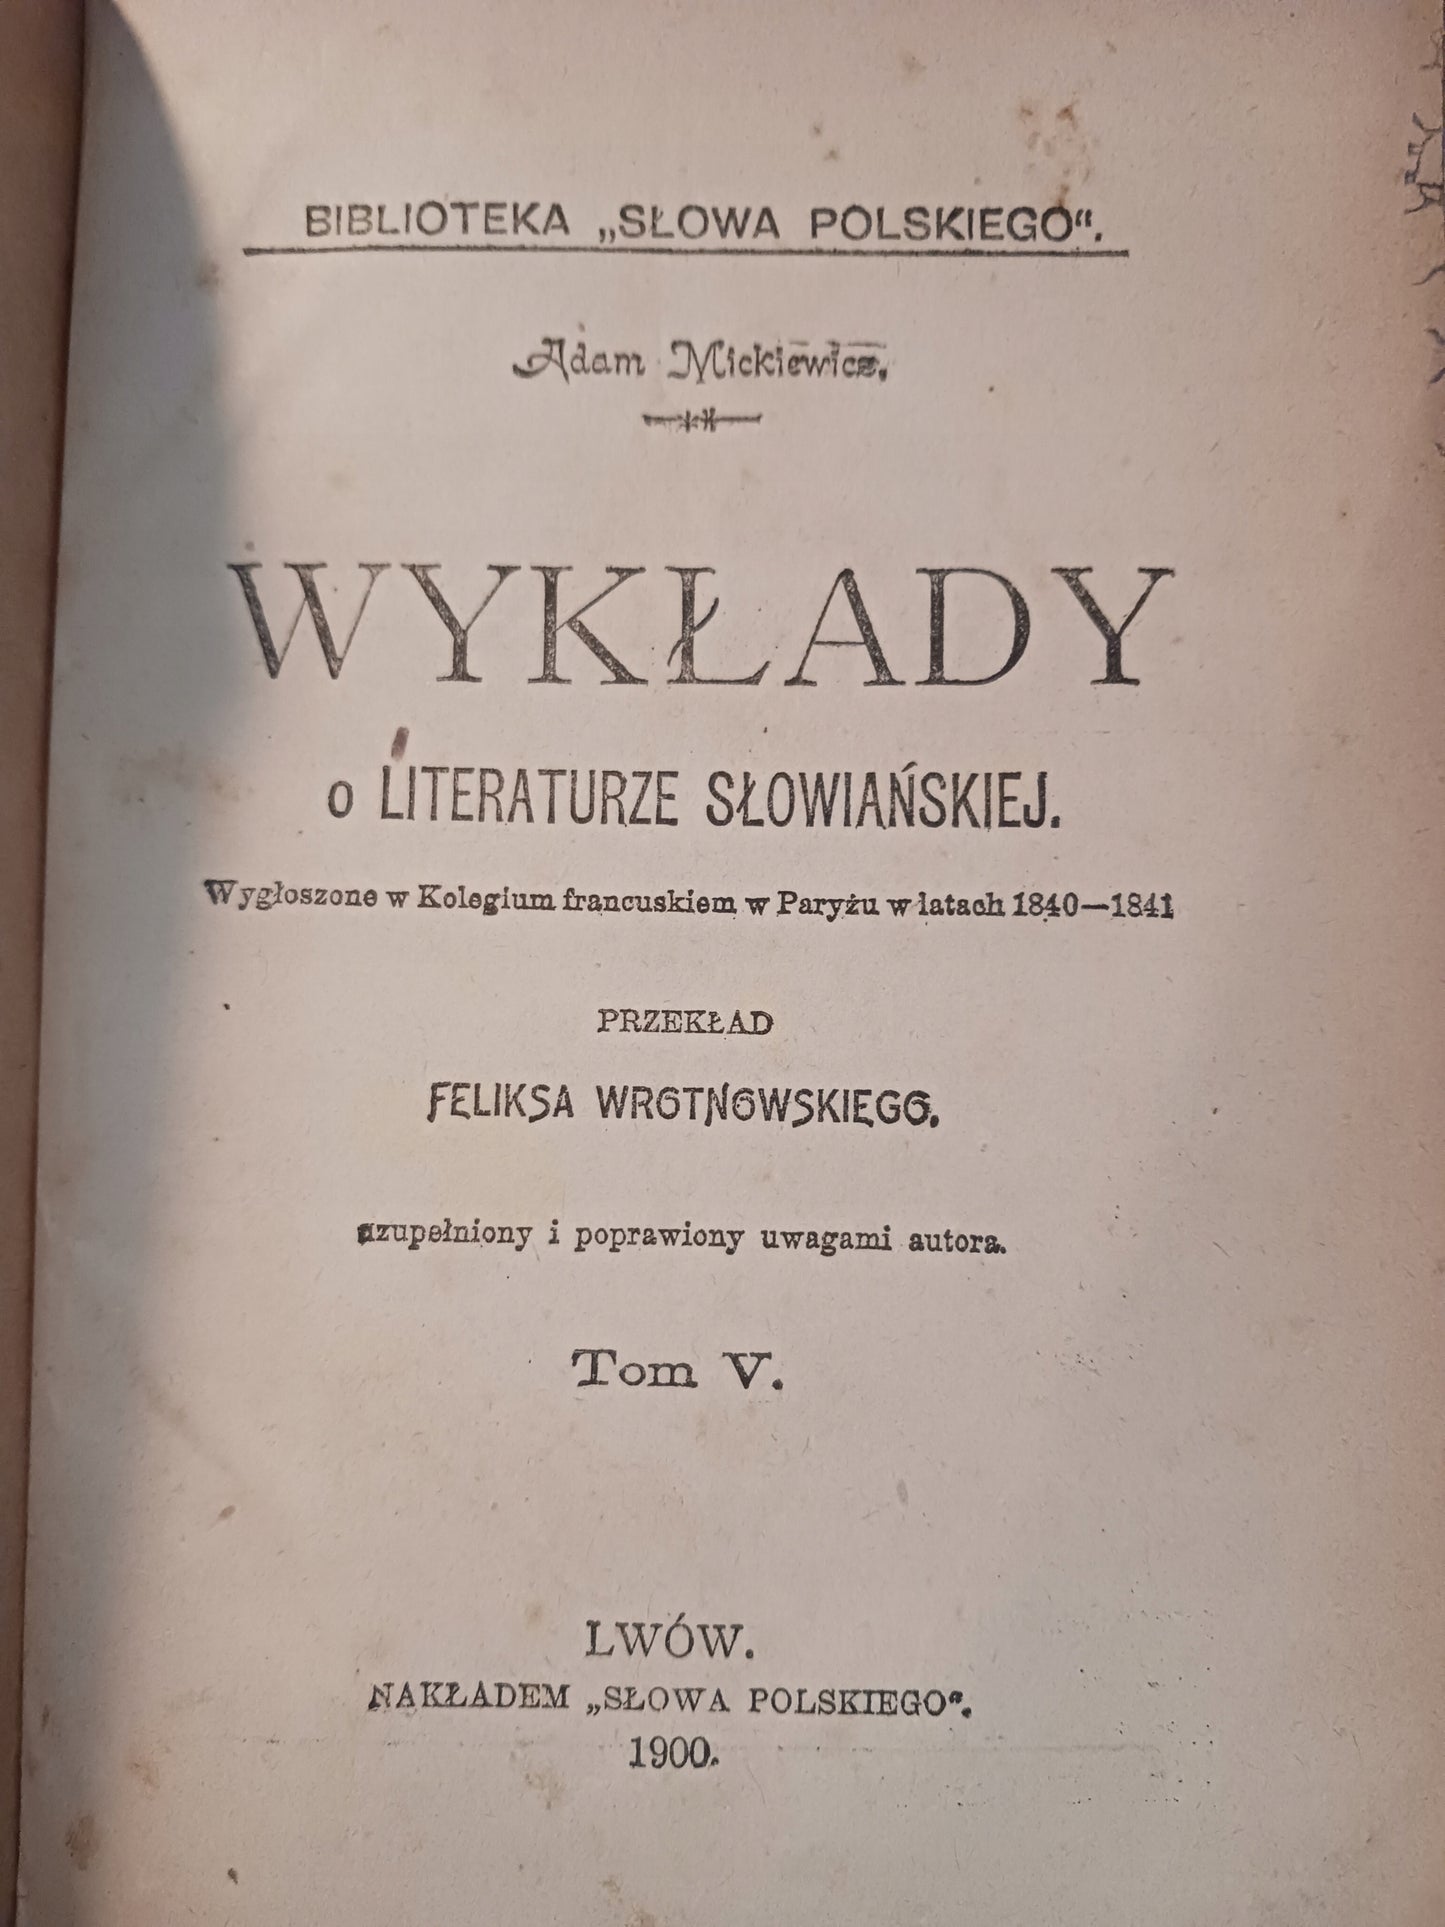 BIBLIOTEKA „SŁOWA POLSKIEGO“.
Adam Mickiewicz.
WYKŁADY
o LITERATURZE SŁOWIAŃSKIEJ.
Wygłoszone w Kolegium francuskiem w Paryżu w latach 1840—1841
PRZEKŁAD
FELIKSA WROTNOWSKIEGO.
uzupełniony i poprawiony uwagami autora.
Tom V.
LWÓW.
NAKŁADEM „SŁOWA POLSKIEGO“.
1900.